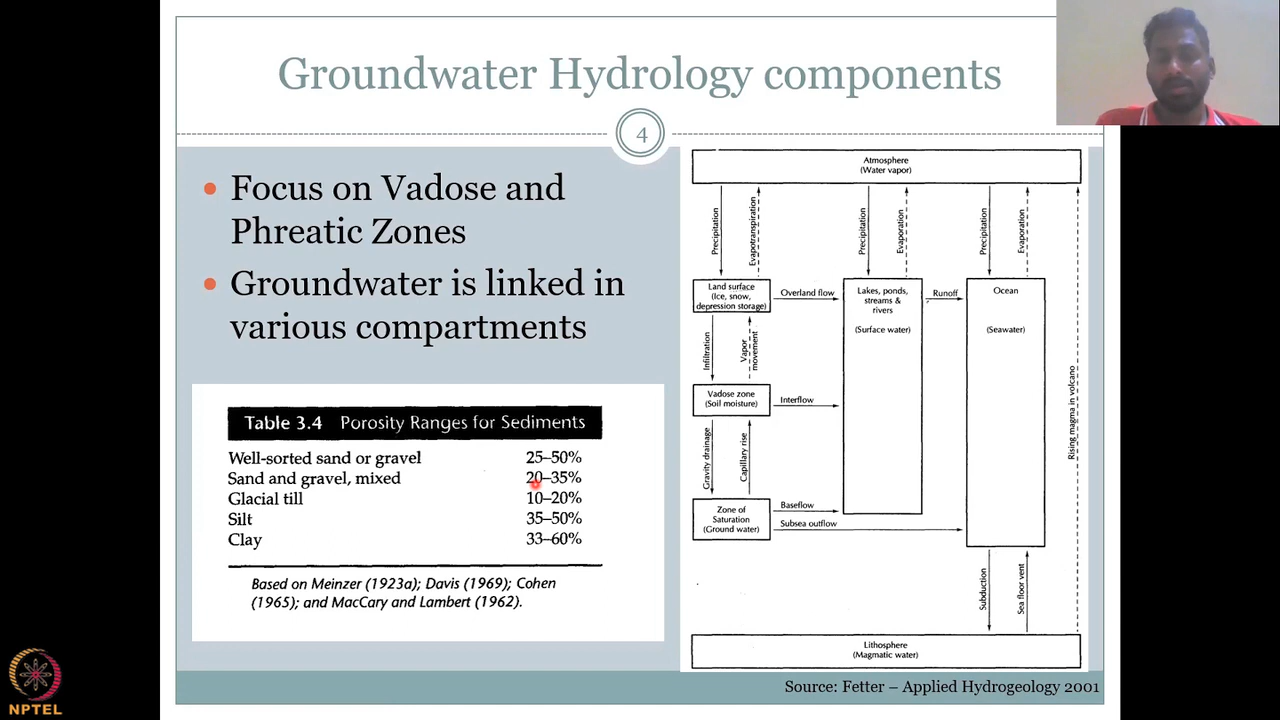 Groundwater Hydrology components
4
Focus on Vadose and
Phreatic Zones
Groundwater is linked in
various compartments
Table 3.4 Porosity Ranges for Sediments
Well-sorted sand or gravel 25–50%
Sand and gravel, mixed 20–35%
Glacial till 10–20%
Silt 35–50%
Clay 33–60%
Based on Meinzer (1923a); Davis (1969); Cohen
(1965); and MacCary and Lambert (1962).
Atmosphere
(Water vapor)
Precipitation
Evapotranspiration
Precipitation
Evaporation
Precipitation
Evaporation
Land surface
(Ice, snow,
depression storage)
Overland flow
Lakes, ponds,
streams &
rivers
(Surface water)
Runoff
Ocean
(Seawater)
Infiltration
Vapor
movement
Vadose zone
(Soil moisture)
Interflow
Gravity drainage
Capillary rise
Zone of
Saturation
(Ground water)
Baseflow
Subsea outflow
Rising magma in volcano
Subduction
Sea floor vent
Lithosphere
(Magmatic water)
Source: Fetter – Applied Hydrogeology 2001
NPTEL